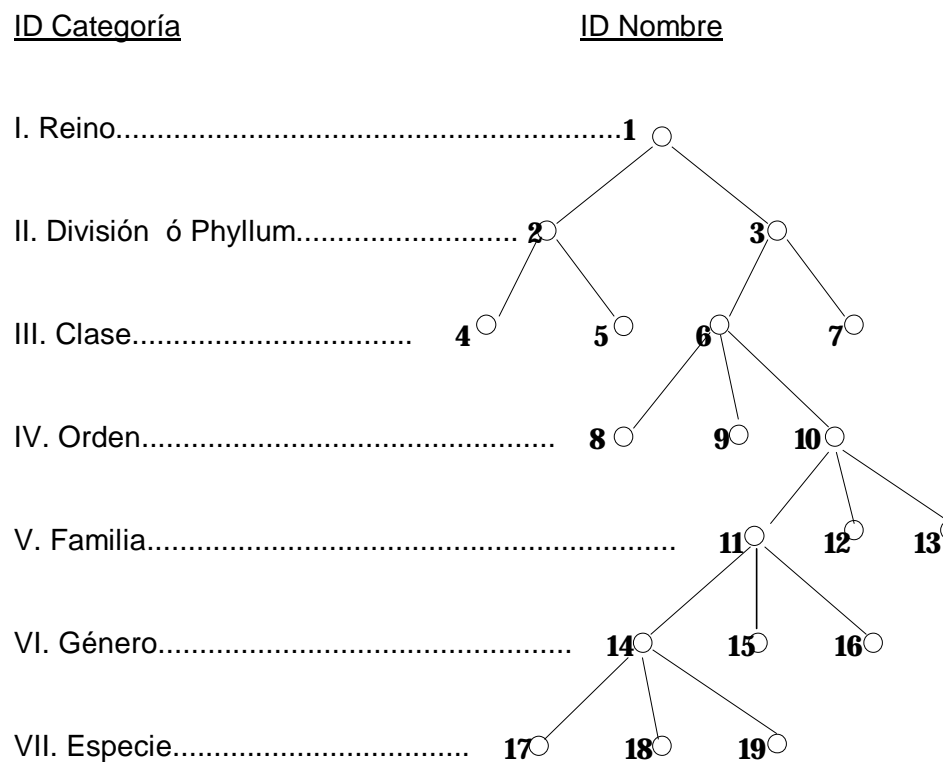 ID Categoría ID Nombre
I. Reino.............................................................1
II. División ó Phyllum........................... 2 3
III. Clase.................................. 4 5 6 7
IV. Orden.................................................. 8 9 10
V. Familia................................................................ 11 12 13
VI. Género.................................................. 14 15 16
VII. Especie.................................... 17 18 19